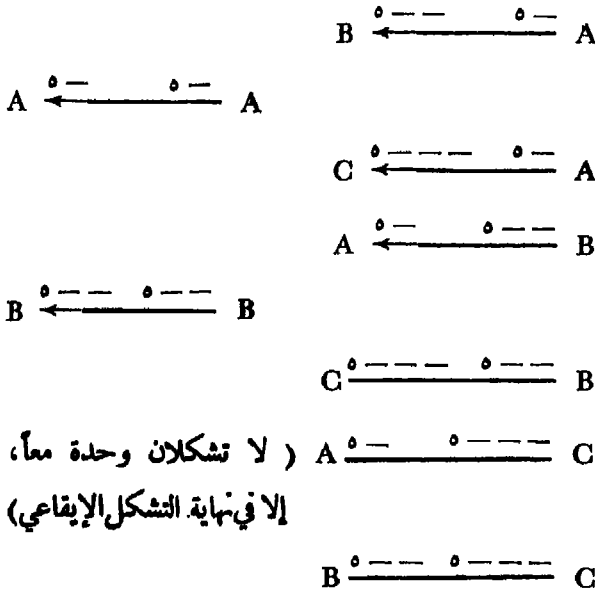 B o — — o — A
A o — o — A
C o — — — o — A
A o — o — — B
B o — — o — — B
C o — — — o — — B
A o — o — — — C
( لا تشكلان وحدة معاً،
إلا في نهاية التشكل الإيقاعي)
B o — — o — — — C